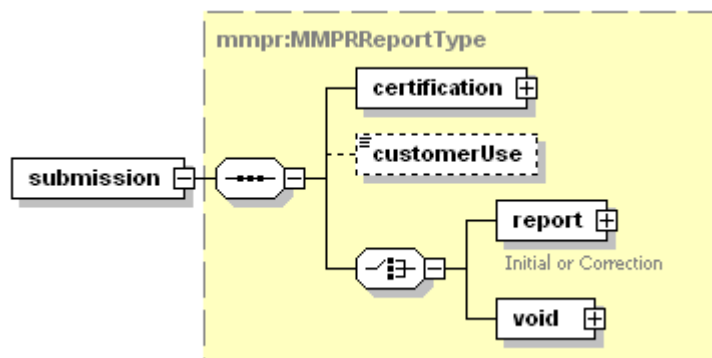 mmpr:MMPRReportType
certification
customerUse
submission
report
Initial or Correction
void